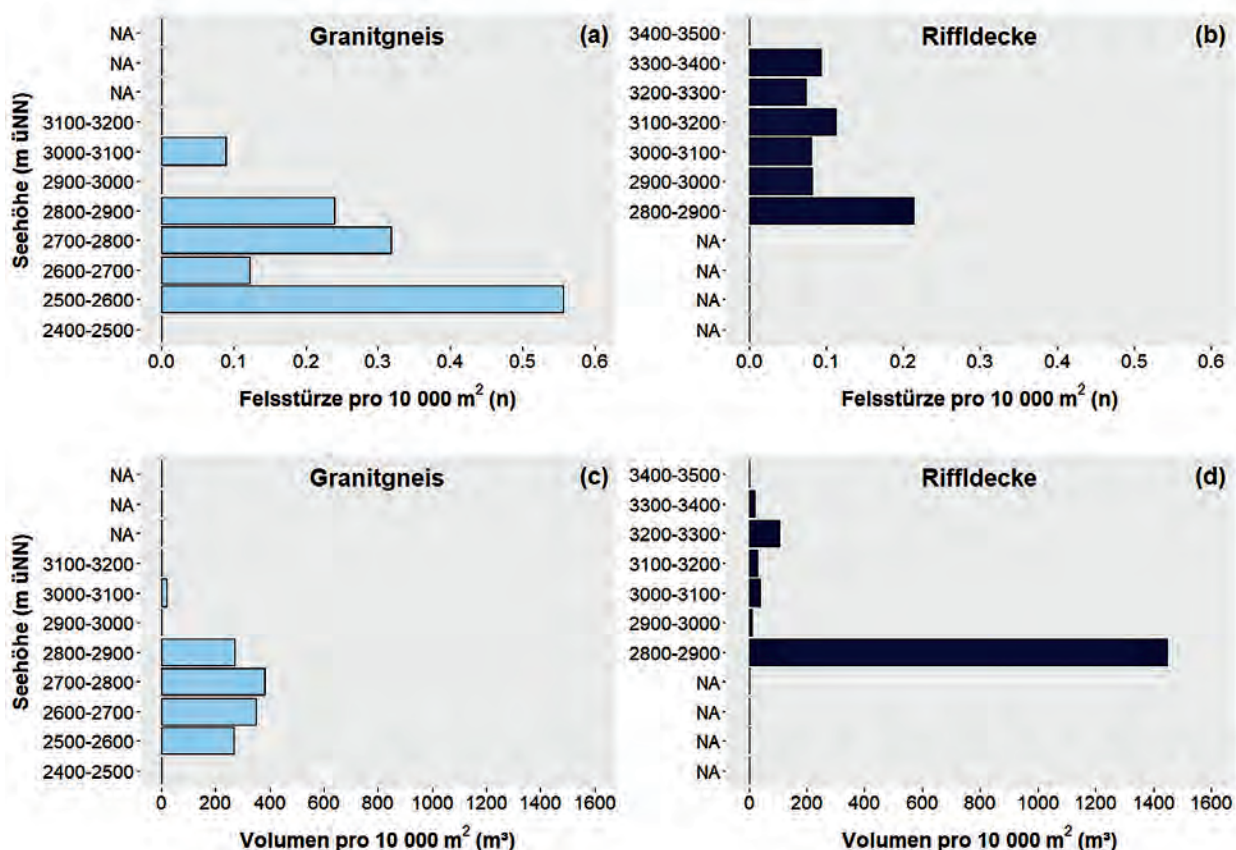 Granitgneis (a)
Seehöhe (m üNN)
NA
NA
NA
3100-3200
3000-3100
2900-3000
2800-2900
2700-2800
2600-2700
2500-2600
2400-2500
0.0 0.1 0.2 0.3 0.4 0.5 0.6
Felsstürze pro 10 000 m² (n)
Riffldecke (b)
3400-3500
3300-3400
3200-3300
3100-3200
3000-3100
2900-3000
2800-2900
NA
NA
NA
NA
0.0 0.1 0.2 0.3 0.4 0.5 0.6
Felsstürze pro 10 000 m² (n)
Granitgneis (c)
Seehöhe (m üNN)
NA
NA
NA
3100-3200
3000-3100
2900-3000
2800-2900
2700-2800
2600-2700
2500-2600
2400-2500
0 200 400 600 800 1000 1200 1400 1600
Volumen pro 10 000 m² (m³)
Riffldecke (d)
3400-3500
3300-3400
3200-3300
3100-3200
3000-3100
2900-3000
2800-2900
NA
NA
NA
NA
0 200 400 600 800 1000 1200 1400 1600
Volumen pro 10 000 m² (m³)